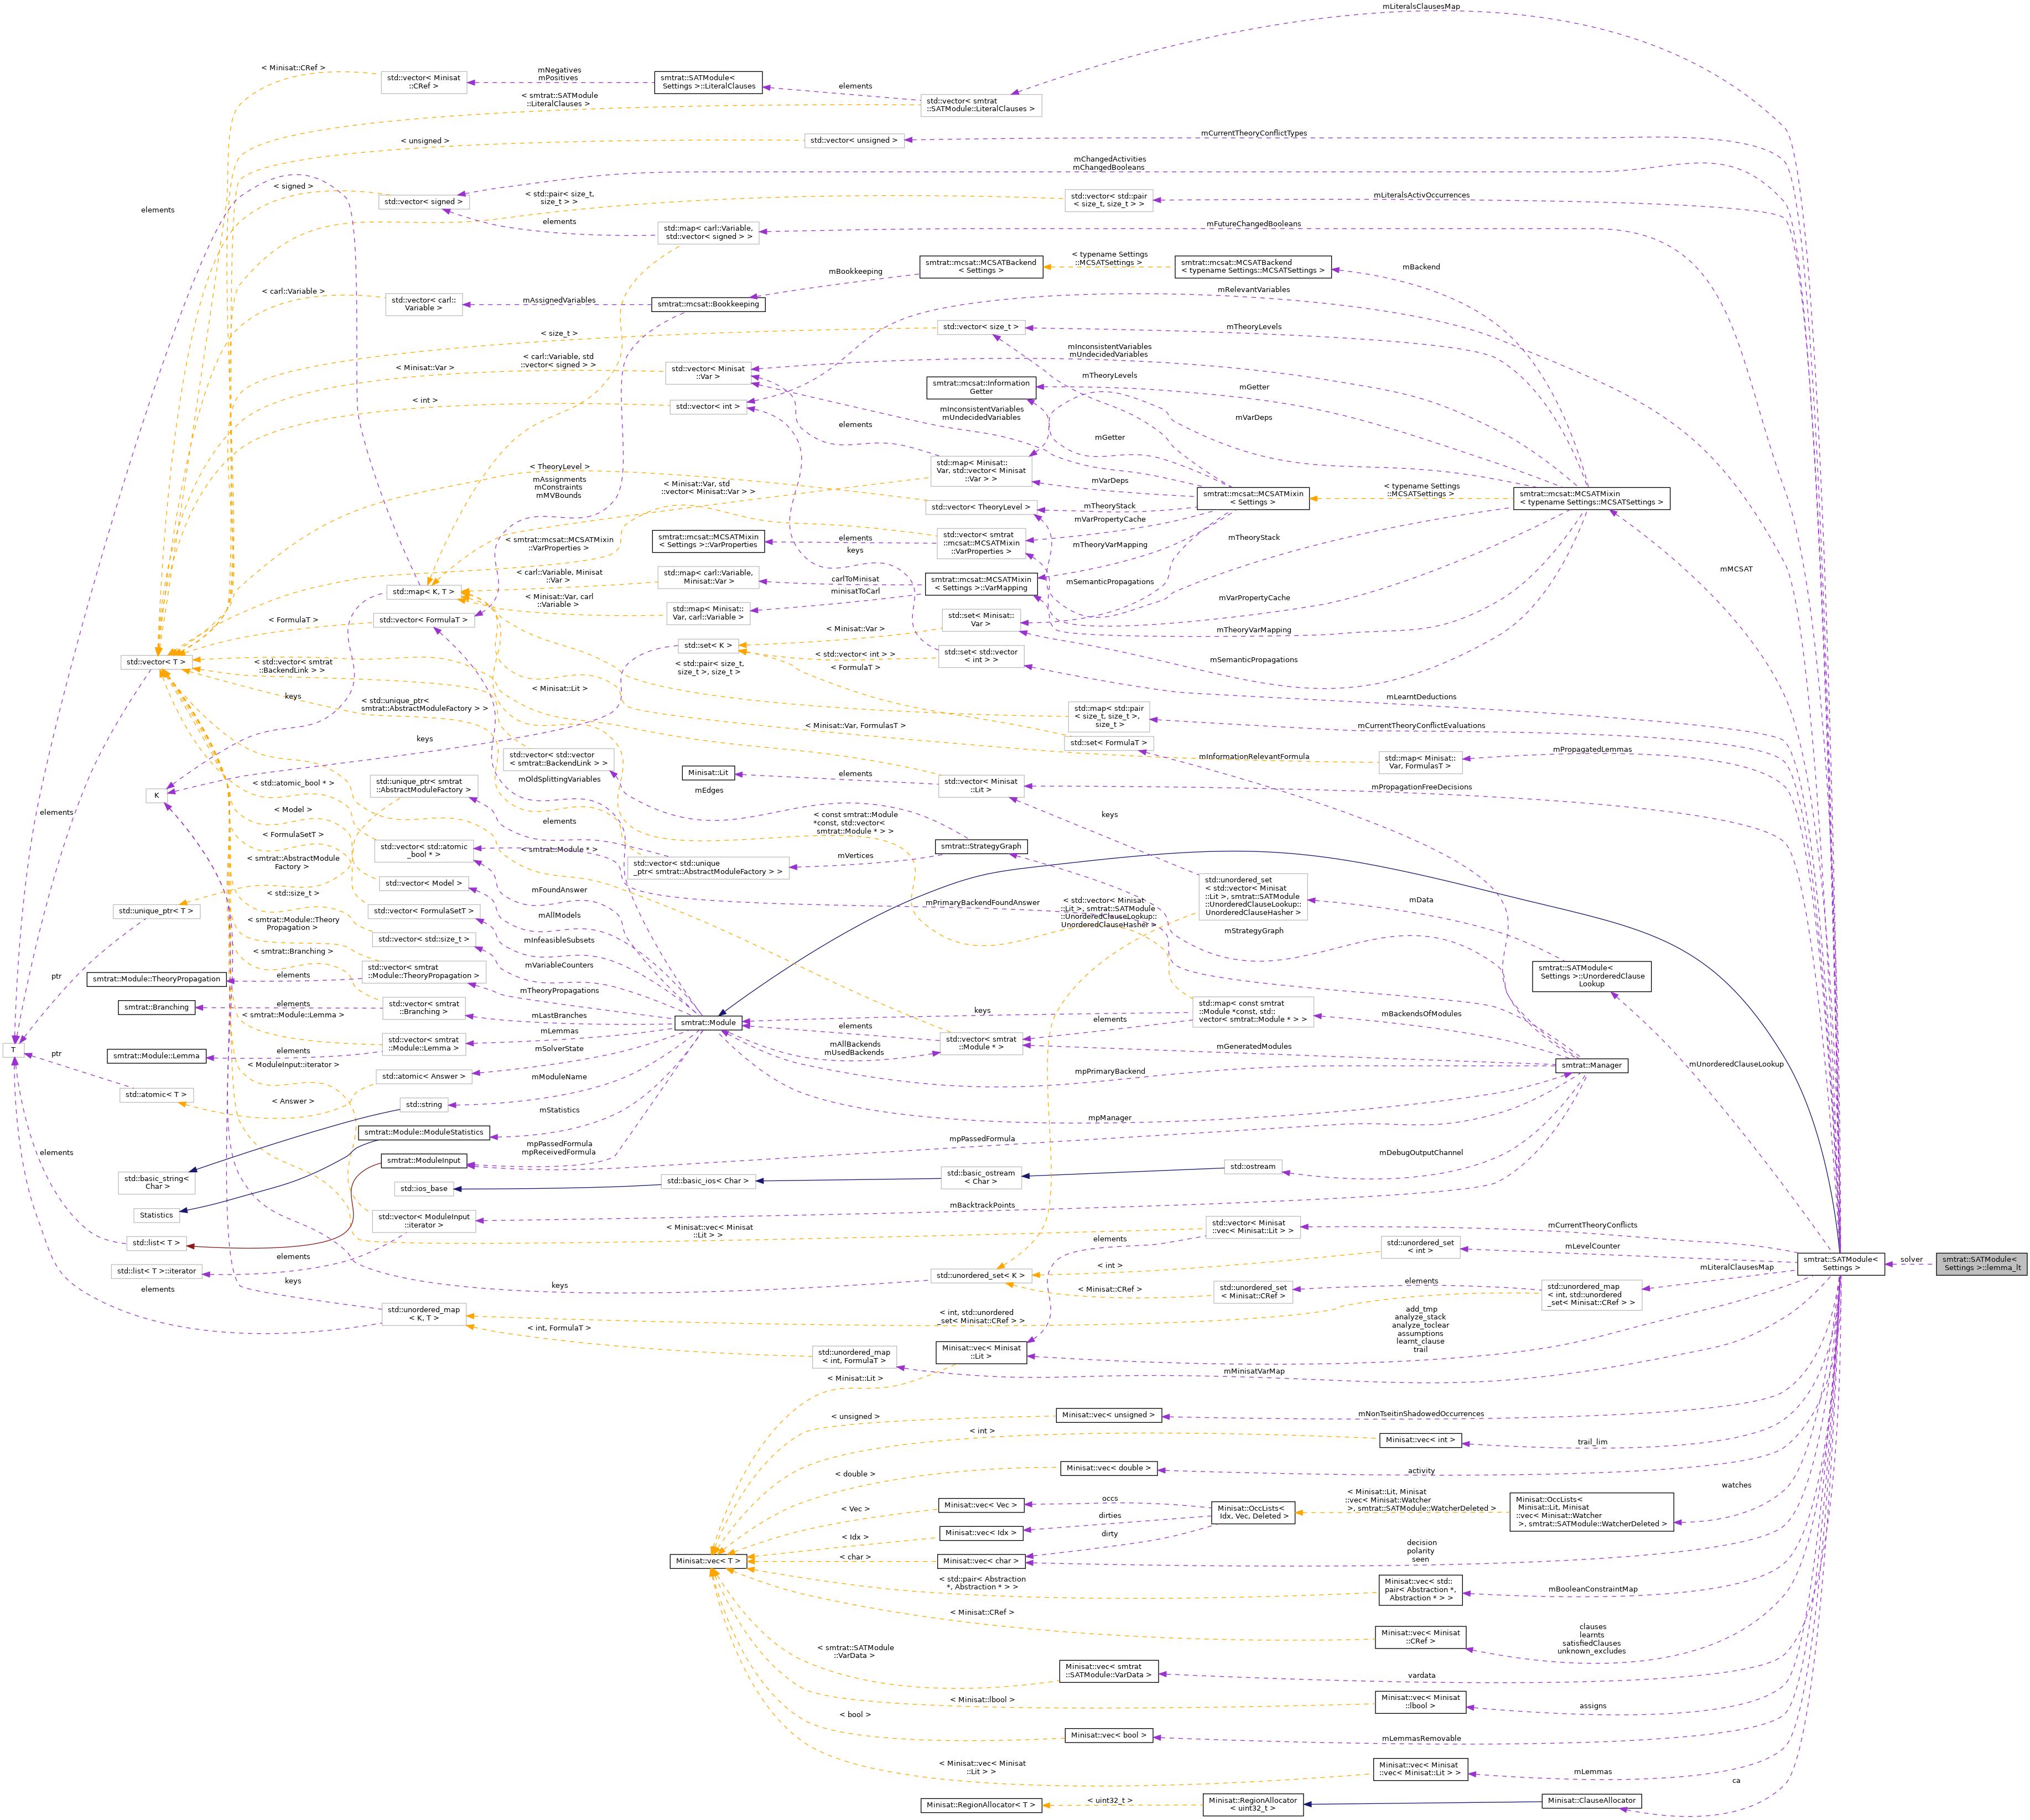 mLiteralsClausesMap
< Minisat::CRef >
std::vector< Minisat
::CRef >
mNegatives
mPositives
smtrat::SATModule<
Settings >::LiteralClauses
elements
std::vector< smtrat
::SATModule::LiteralClauses >
< smtrat::SATModule
::LiteralClauses >
mCurrentTheoryConflictTypes
< unsigned >
std::vector< unsigned >
mChangedActivities
mChangedBooleans
elements
< signed >
std::vector< signed >
< std::pair< size_t,
size_t > >
std::vector< std::pair
< size_t, size_t > >
mLiteralsActivOccurrences
elements
std::map< carl::Variable,
std::vector< signed > >
mFutureChangedBooleans
mBookkeeping
smtrat::mcsat::MCSATBackend
< Settings >
< typename Settings
::MCSATSettings >
smtrat::mcsat::MCSATBackend
< typename Settings::MCSATSettings >
mBackend
< carl::Variable >
std::vector< carl::
Variable >
mAssignedVariables
smtrat::mcsat::Bookkeeping
mRelevantVariables
< size_t >
std::vector< size_t >
mTheoryLevels
< carl::Variable, std
::vector< signed > >
< Minisat::Var >
std::vector< Minisat
::Var >
mInconsistentVariables
mUndecidedVariables
mTheoryLevels
smtrat::mcsat::Information
Getter
mGetter
< int >
std::vector< int >
mInconsistentVariables
mUndecidedVariables
mVarDeps
elements
mGetter
< TheoryLevel >
mAssignments
mConstraints
mMVBounds
< Minisat::Var, std
::vector< Minisat::Var > >
std::map< Minisat::
Var, std::vector< Minisat
::Var > >
mVarDeps
smtrat::mcsat::MCSATMixin
< Settings >
< typename Settings
::MCSATSettings >
smtrat::mcsat::MCSATMixin
< typename Settings::MCSATSettings >
std::vector< TheoryLevel >
mTheoryStack
mVarPropertyCache
< smtrat::mcsat::MCSATMixin
::VarProperties >
smtrat::mcsat::MCSATMixin
< Settings >::VarProperties
elements
keys
std::vector< smtrat
::mcsat::MCSATMixin
::VarProperties >
mTheoryVarMapping
mTheoryStack
std::map< K, T >
< carl::Variable, Minisat
::Var >
std::map< carl::Variable,
Minisat::Var >
carlToMinisat
minisatToCarl
smtrat::mcsat::MCSATMixin
< Settings >::VarMapping
mSemanticPropagations
mMCSAT
< Minisat::Var, carl
::Variable >
std::map< Minisat::
Var, carl::Variable >
mVarPropertyCache
< FormulaT >
std::vector< FormulaT >
std::set< Minisat::
Var >
< Minisat::Var >
mTheoryVarMapping
std::set< K >
std::vector< T >
< std::vector< smtrat
::BackendLink > >
< std::pair< size_t,
size_t >, size_t >
< std::vector< int > >
< FormulaT >
std::set< std::vector
< int > >
mSemanticPropagations
keys
< std::unique_ptr<
smtrat::AbstractModuleFactory > >
< Minisat::Lit >
mLearntDeductions
std::map< std::pair
< size_t, size_t >,
size_t >
< Minisat::Var, FormulasT >
mCurrentTheoryConflictEvaluations
keys
std::set< FormulaT >
mInformationRelevantFormula
std::map< Minisat::
Var, FormulasT >
mPropagatedLemmas
std::vector< std::vector
< smtrat::BackendLink > >
Minisat::Lit
elements
std::vector< Minisat
::Lit >
mPropagationFreeDecisions
K
< std::atomic_bool * >
std::unique_ptr< smtrat
::AbstractModuleFactory >
mOldSplittingVariables
mEdges
< Model >
elements
elements
< const smtrat::Module
*const, std::vector<
smtrat::Module * > >
keys
< FormulaSetT >
std::vector< std::atomic
_bool * >
< smtrat::Module * >
std::vector< std::unique
_ptr< smtrat::AbstractModuleFactory > >
mVertices
smtrat::StrategyGraph
< smtrat::AbstractModule
Factory >
std::vector< Model >
mFoundAnswer
mPrimaryBackendFoundAnswer
< std::vector< Minisat
::Lit >, smtrat::SATModule
::UnorderedClauseLookup::
UnorderedClauseHasher >
std::unordered_set
< std::vector< Minisat
::Lit >, smtrat::SATModule
::UnorderedClauseLookup::
UnorderedClauseHasher >
mData
< std::size_t >
std::unique_ptr< T >
std::vector< FormulaSetT >
mAllModels
< smtrat::Module::Theory
Propagation >
std::vector< std::size_t >
mInfeasibleSubsets
mStrategyGraph
< smtrat::Branching >
ptr
smtrat::Module::TheoryPropagation
elements
std::vector< smtrat
::Module::TheoryPropagation >
mVariableCounters
smtrat::SATModule<
Settings >::UnorderedClause
Lookup
mTheoryPropagations
smtrat::Branching
elements
std::vector< smtrat
::Branching >
mLastBranches
smtrat::Module
keys
std::map< const smtrat
::Module *const, std::
vector< smtrat::Module * > >
mBackendsOfModules
< smtrat::Module::Lemma >
mLemmas
elements
std::vector< smtrat
::Module * >
mGeneratedModules
T
ptr
smtrat::Module::Lemma
elements
std::vector< smtrat
::Module::Lemma >
mSolverState
mAllBackends
mUsedBackends
smtrat::Manager
mUnorderedClauseLookup
< ModuleInput::iterator >
std::atomic< Answer >
mModuleName
mpPrimaryBackend
std::atomic< T >
< Answer >
std::string
mStatistics
mpManager
smtrat::Module::ModuleStatistics
mpPassedFormula
mpReceivedFormula
mpPassedFormula
elements
smtrat::ModuleInput
mDebugOutputChannel
std::basic_string<
Char >
std::ios_base
std::basic_ios< Char >
std::basic_ostream
< Char >
std::ostream
Statistics
std::vector< ModuleInput
::iterator >
mBacktrackPoints
std::list< T >
< Minisat::vec< Minisat
::Lit > >
std::vector< Minisat
::vec< Minisat::Lit > >
mCurrentTheoryConflicts
elements
std::unordered_set
< int >
mLevelCounter
smtrat::SATModule<
Settings >
solver
smtrat::SATModule<
Settings >::lemma_lt
std::list< T >::iterator
elements
keys
keys
std::unordered_set< K >
< int >
< Minisat::CRef >
std::unordered_set
< Minisat::CRef >
elements
std::unordered_map
< int, std::unordered
_set< Minisat::CRef > >
mLiteralClausesMap
elements
std::unordered_map
< K, T >
< int, std::unordered
_set< Minisat::CRef > >
< int, FormulaT >
std::unordered_map
< int, FormulaT >
Minisat::vec< Minisat
::Lit >
add_tmp
analyze_stack
analyze_toclear
assumptions
learnt_clause
trail
mMinisatVarMap
< Minisat::Lit >
< unsigned >
Minisat::vec< unsigned >
mNonTseitinShadowedOccurrences
< int >
Minisat::vec< int >
trail_lim
< double >
Minisat::vec< double >
activity
< Vec >
Minisat::vec< Vec >
occs
Minisat::OccLists<
Idx, Vec, Deleted >
< Minisat::Lit, Minisat
::vec< Minisat::Watcher
>, smtrat::SATModule::WatcherDeleted >
Minisat::OccLists<
Minisat::Lit, Minisat
::vec< Minisat::Watcher
>, smtrat::SATModule::WatcherDeleted >
watches
dirties
< Idx >
Minisat::vec< Idx >
dirty
Minisat::vec< T >
< char >
Minisat::vec< char >
decision
polarity
seen
< std::pair< Abstraction
*, Abstraction * > >
Minisat::vec< std::
pair< Abstraction *,
Abstraction * > >
mBooleanConstraintMap
< Minisat::CRef >
Minisat::vec< Minisat
::CRef >
clauses
learnts
satisfiedClauses
unknown_excludes
< smtrat::SATModule
::VarData >
Minisat::vec< smtrat
::SATModule::VarData >
vardata
< Minisat::lbool >
Minisat::vec< Minisat
::lbool >
assigns
< bool >
Minisat::vec< bool >
mLemmasRemovable
< Minisat::vec< Minisat
::Lit > >
Minisat::vec< Minisat
::vec< Minisat::Lit > >
mLemmas
ca
Minisat::RegionAllocator< T >
< uint32_t >
Minisat::RegionAllocator
< uint32_t >
Minisat::ClauseAllocator